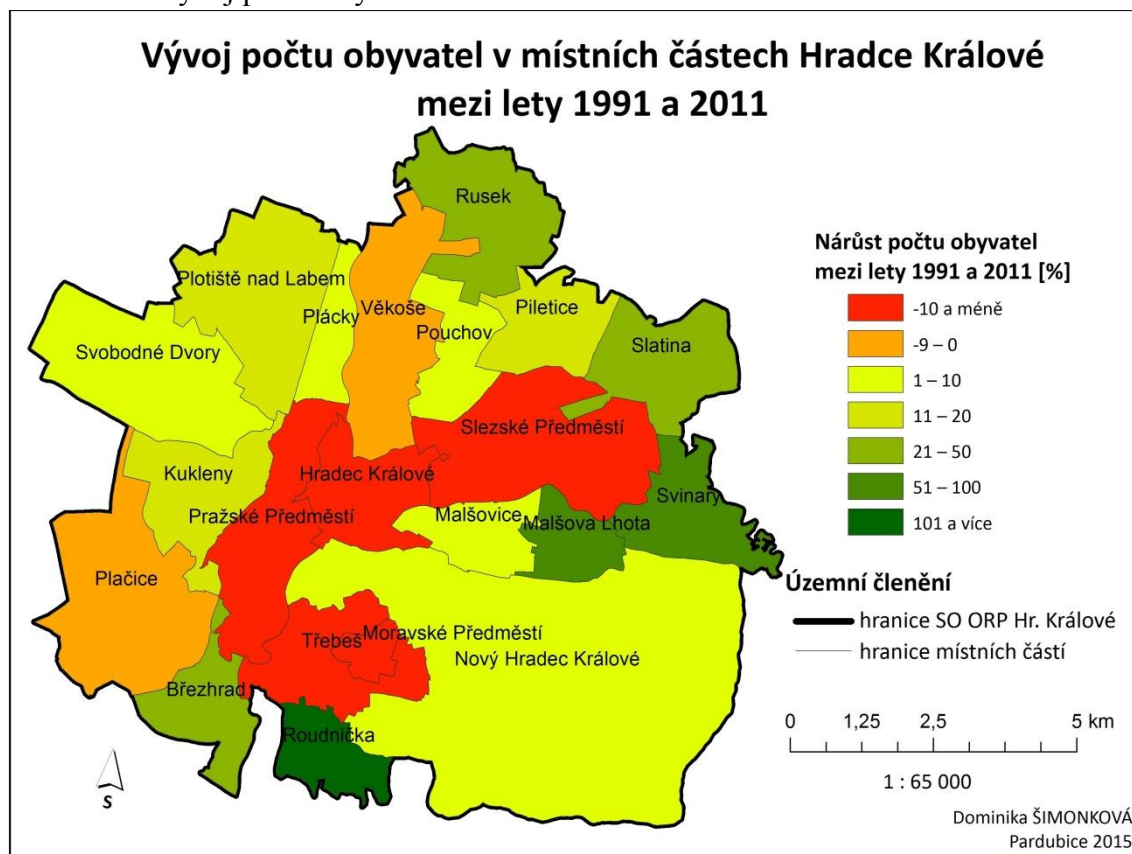 Vývoj počtu obyvatel v místních částech Hradce Králové
mezi lety 1991 a 2011
Rusek
Plotiště nad Labem
Plácky
Věkoše
Pouchov
Piletice
Slatina
Svobodné Dvory
Slezské Předměstí
Kukleny
Hradec Králové
Svinary
Pražské Předměstí
Malšovice
Malšova Lhota
Plačice
Třebeš
Moravské Předměstí
Nový Hradec Králové
Březhrad
Roudnička
S
Nárůst počtu obyvatel
mezi lety 1991 a 2011 [%]
-10 a méně
-9 – 0
1 – 10
11 – 20
21 – 50
51 – 100
101 a více
Územní členění
hranice SO ORP Hr. Králové
hranice místních částí
0 1,25 2,5 5 km
1 : 65 000
Dominika ŠIMONKOVÁ
Pardubice 2015